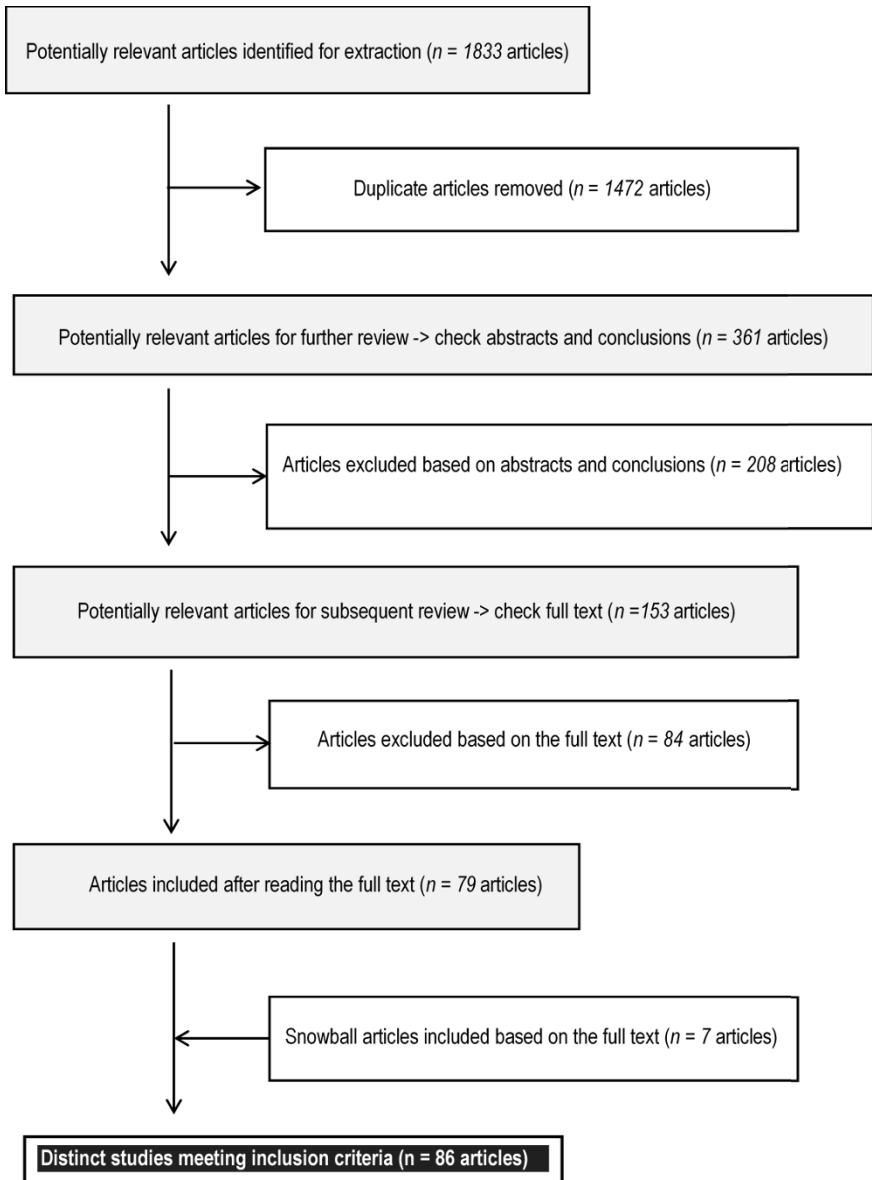 Potentially relevant articles identified for extraction (n = 1833 articles)
Duplicate articles removed (n = 1472 articles)
Potentially relevant articles for further review -> check abstracts and conclusions (n = 361 articles)
Articles excluded based on abstracts and conclusions (n = 208 articles)
Potentially relevant articles for subsequent review -> check full text (n =153 articles)
Articles excluded based on the full text (n = 84 articles)
Articles included after reading the full text (n = 79 articles)
Snowball articles included based on the full text (n = 7 articles)
Distinct studies meeting inclusion criteria (n = 86 articles)